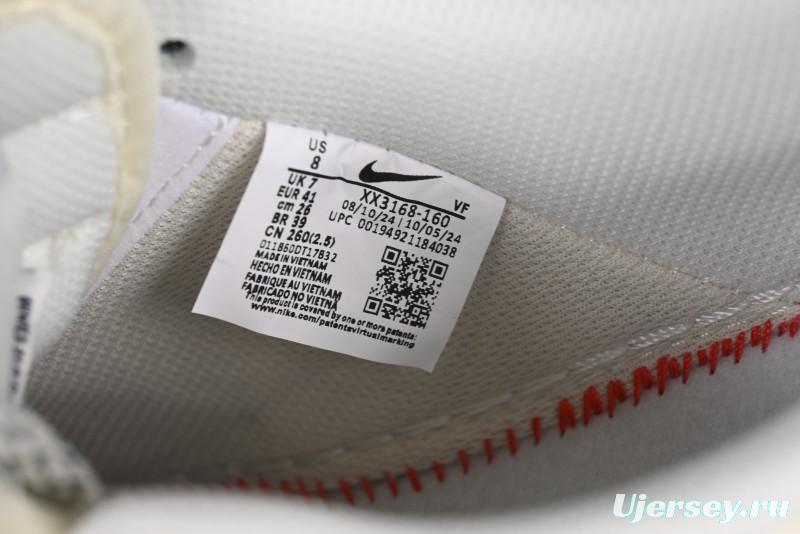 US
8
UK 7
EUR 41
cm 26
BR 39
CN 260(2.5)
VF
XX3168-160
08/10/24 | 10/05/24
UPC 00194921184038
011860DT17B32
MADE IN VIETNAM
HECHO EN VIETNAM
FABRIQUE AU VIETNAM
FABRICADO NO VIETNA
This product is covered by one or more patents:
www.nike.com/patentsvirtualmarking
Ujersey.ru